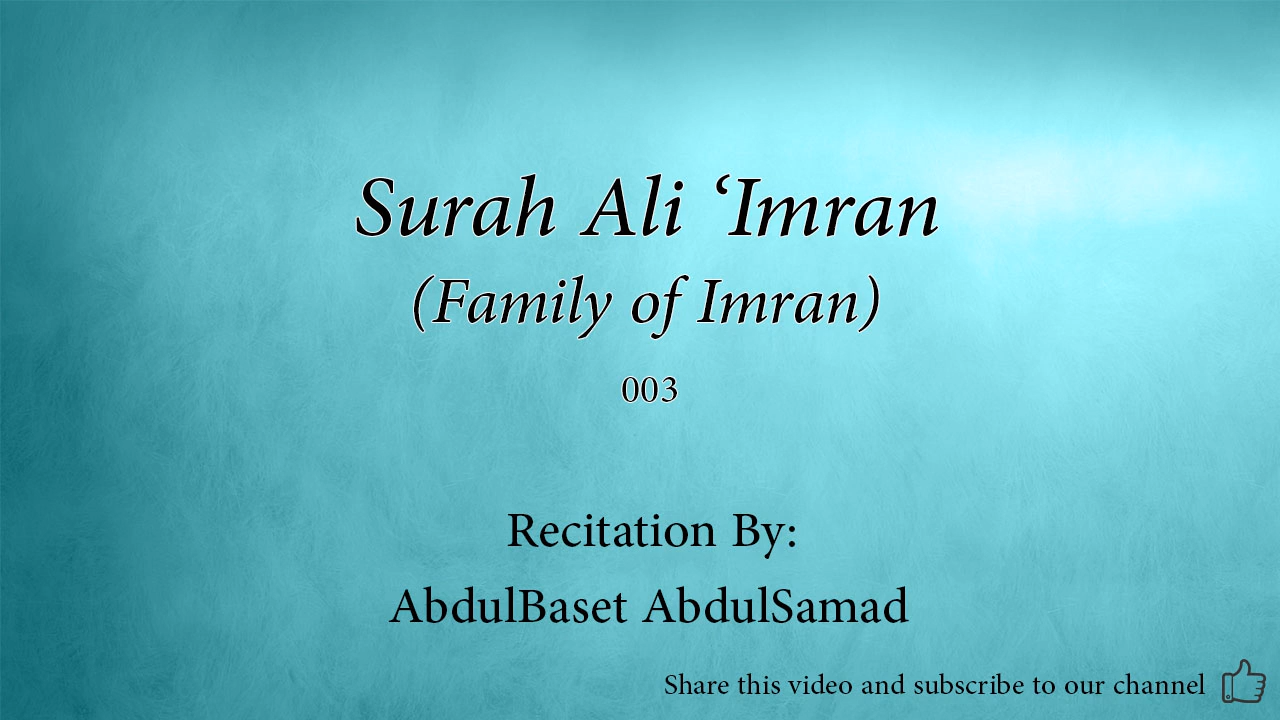 Surah Ali ‘Imran
(Family of Imran)
003
Recitation By:
AbdulBaset AbdulSamad
Share this video and subscribe to our channel